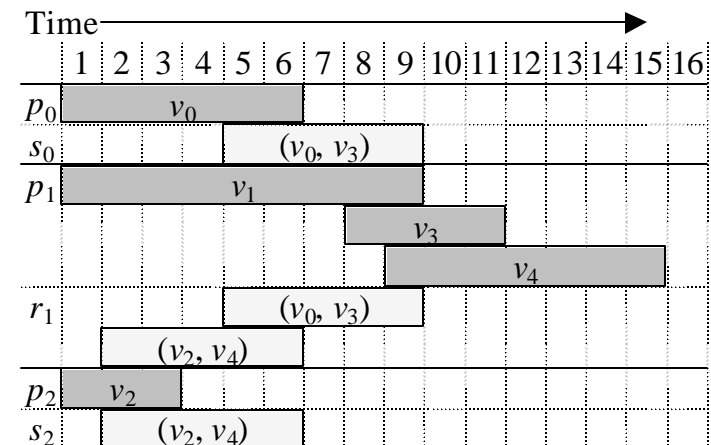 Time
1 2 3 4 5 6 7 8 9 10 11 12 13 14 15 16
p0 v0
s0 (v0, v3)
p1 v1
v3
v4
r1 (v0, v3)
(v2, v4)
p2 v2
s2 (v2, v4)